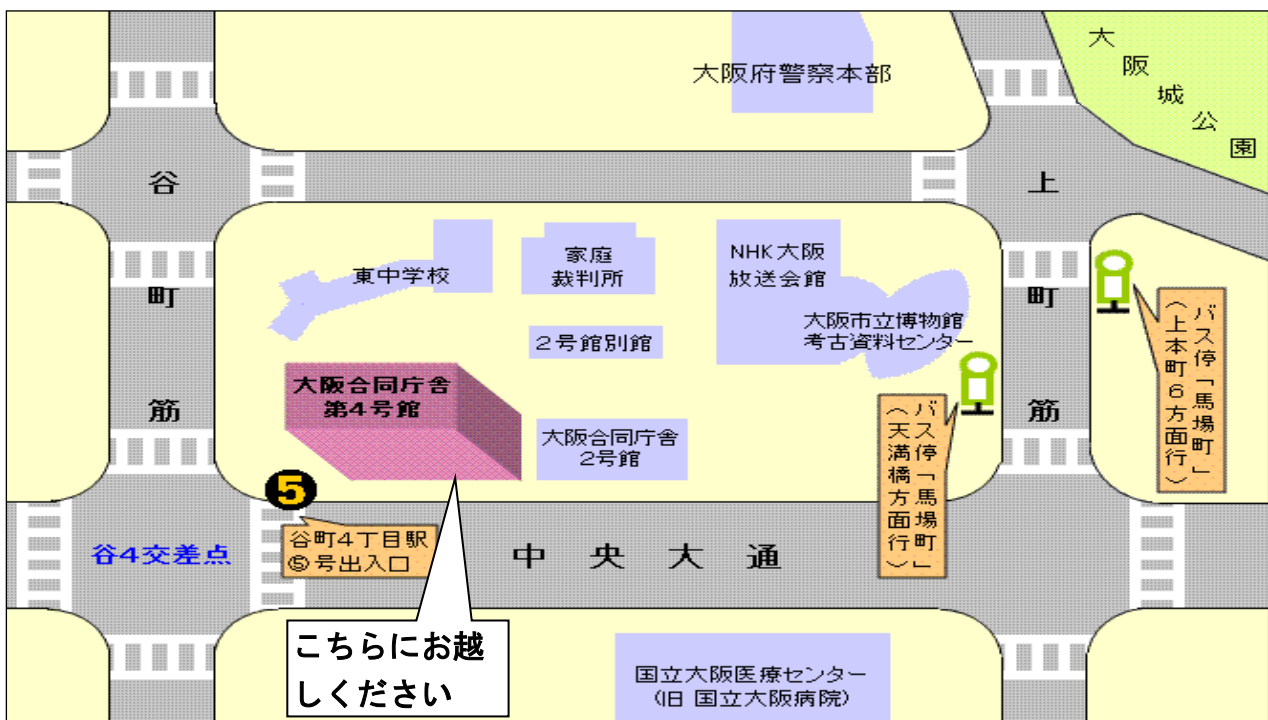 大阪府警察本部
大阪城公園
谷町筋
上町筋
東中学校
家庭
裁判所
NHK大阪
放送会館
大阪市立博物館
考古資料センター
2号館別館
大阪合同庁舎
第4号館
大阪合同庁舎
2号館
バス停「馬場町」
(上本町6方面行)
バス停「馬場町」
(天満橋方面行)
5
谷町4丁目駅
⑤号出入口
谷4交差点
中央大通
こちらにお越
しください
国立大阪医療センター
(旧 国立大阪病院)